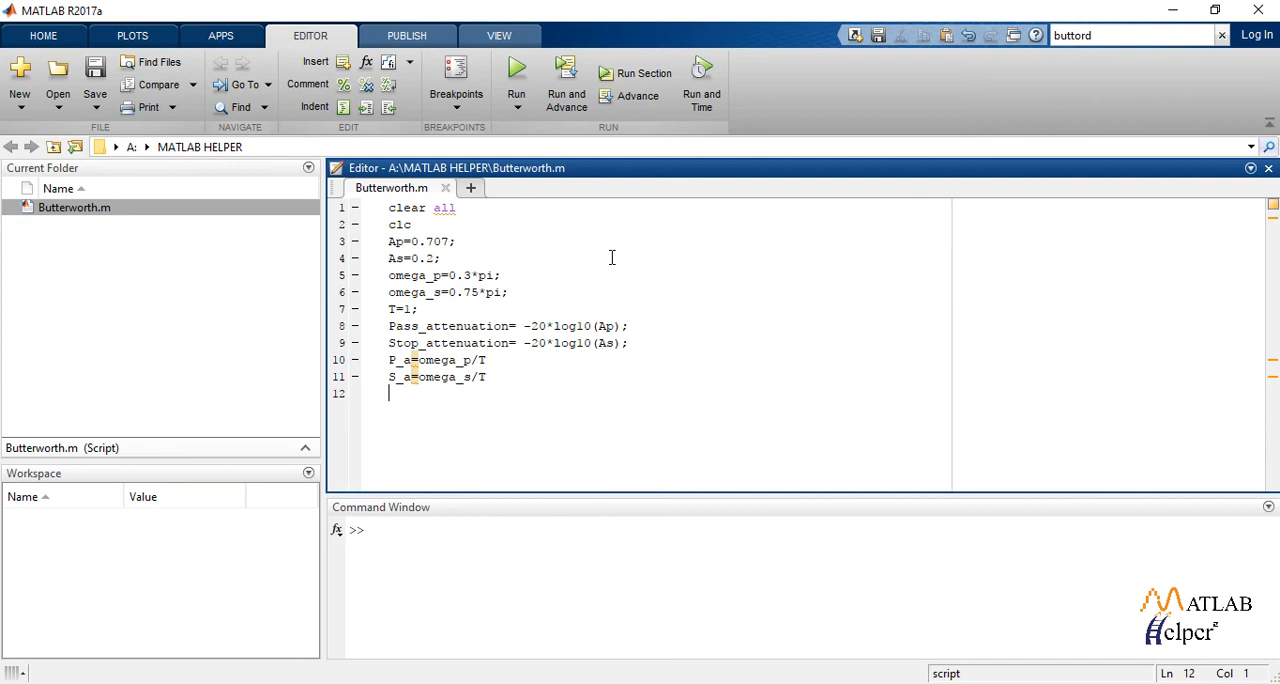 MATLAB R2017a
HOME PLOTS APPS EDITOR PUBLISH VIEW buttord Log In
New Open Save Find Files Compare Print Insert Comment Indent fx Go To Find Breakpoints Run Run and Advance Run Section Advance Run and Time
FILE NAVIGATE EDIT BREAKPOINTS RUN
A: MATLAB HELPER
Current Folder
Name
Butterworth.m
Butterworth.m (Script)
Workspace
Name Value
Editor - A:\MATLAB HELPER\Butterworth.m
Butterworth.m
1 clear all
2 clc
3 Ap=0.707;
4 As=0.2;
5 omega_p=0.3*pi;
6 omega_s=0.75*pi;
7 T=1;
8 Pass_attenuation= -20*log10(Ap);
9 Stop_attenuation= -20*log10(As);
10 P_a=omega_p/T
11 S_a=omega_s/T
12
Command Window
fx >>
MATLAB
Helper²
script Ln 12 Col 1